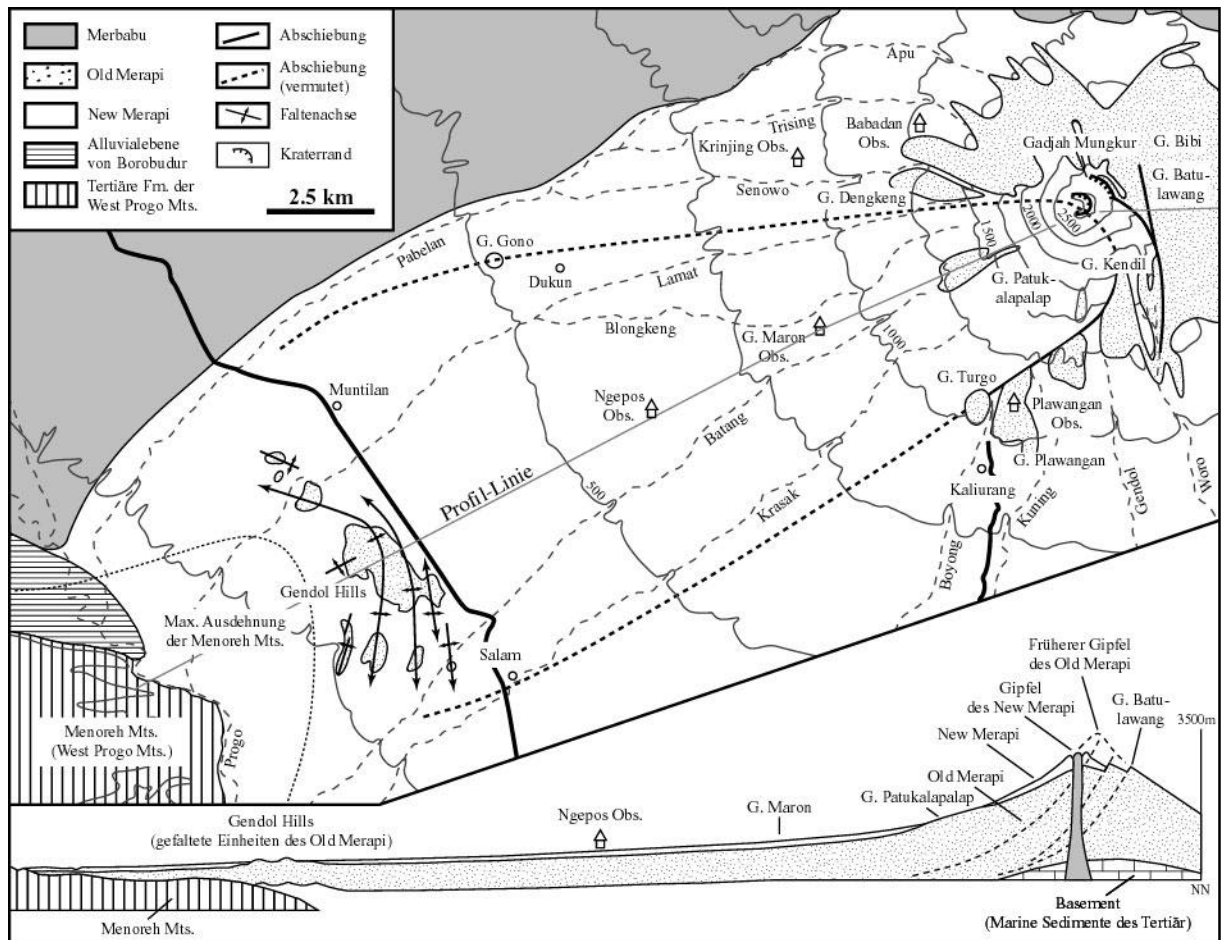 Merbabu
Abschiebung
Old Merapi
Abschiebung
(vermutet)
New Merapi
Faltenachse
Alluvialebene
von Borobudur
Kraterrand
Tertiäre Fm. der
West Progo Mts.
2.5 km
Apu
Trising
Babadan
Obs.
Krinjing Obs.
Gadjah Mungkur
G. Bibi
Senowo
G. Dengkeng
G. Batu-
lawang
2000
2500
1500
Pabelan
G. Gono
Dukun
Lamat
G. Kendil
G. Patuk-
alapalap
Blongkeng
G. Maron
Obs.
1000
Muntilan
Ngepos
Obs.
G. Turgo
Plawangan
Obs.
Batang
G. Plawangan
Profil-Linie
500
Krasak
Kaliurang
Kuning
Gendol
Woro
Boyong
Gendol Hills
Max. Ausdehnung
der Menoreh Mts.
Salam
Menoreh Mts.
(West Progo Mts.)
Progo
Früherer Gipfel
des Old Merapi
Gipfel
des New Merapi
G. Batu-
lawang
3500m
New Merapi
Old Merapi
G. Patukalapalap
Gendol Hills
(gefaltete Einheiten des Old Merapi)
Ngepos Obs.
G. Maron
NN
Menoreh Mts.
Basement
(Marine Sedimente des Tertiär)